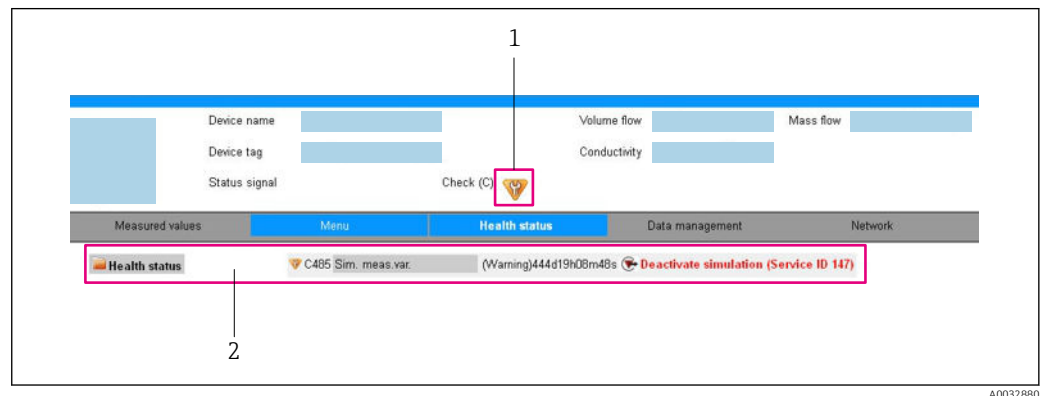 1
Device name
Volume flow
Mass flow
Device tag
Conductivity
Status signal
Check (C)
Measured values
Menu
Health status
Data management
Network
Health status
C485 Sim. meas.var.
(Warning)444d19h08m48s
Deactivate simulation (Service ID 147)
2
A0032880